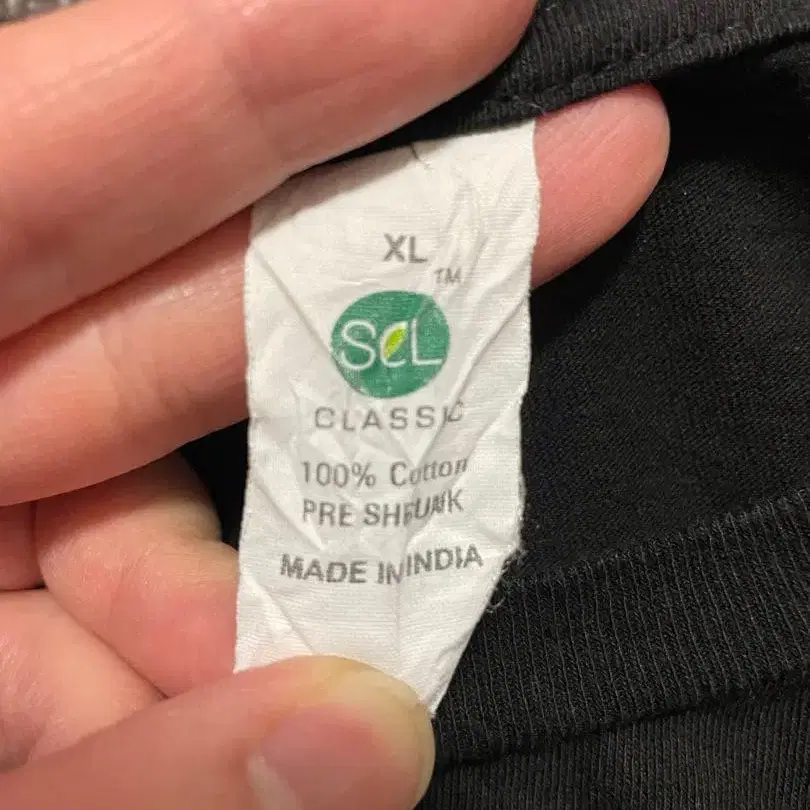 XL
TM
SCL
CLASSIC
100% Cotton
PRE SHRUNK
MADE IN INDIA